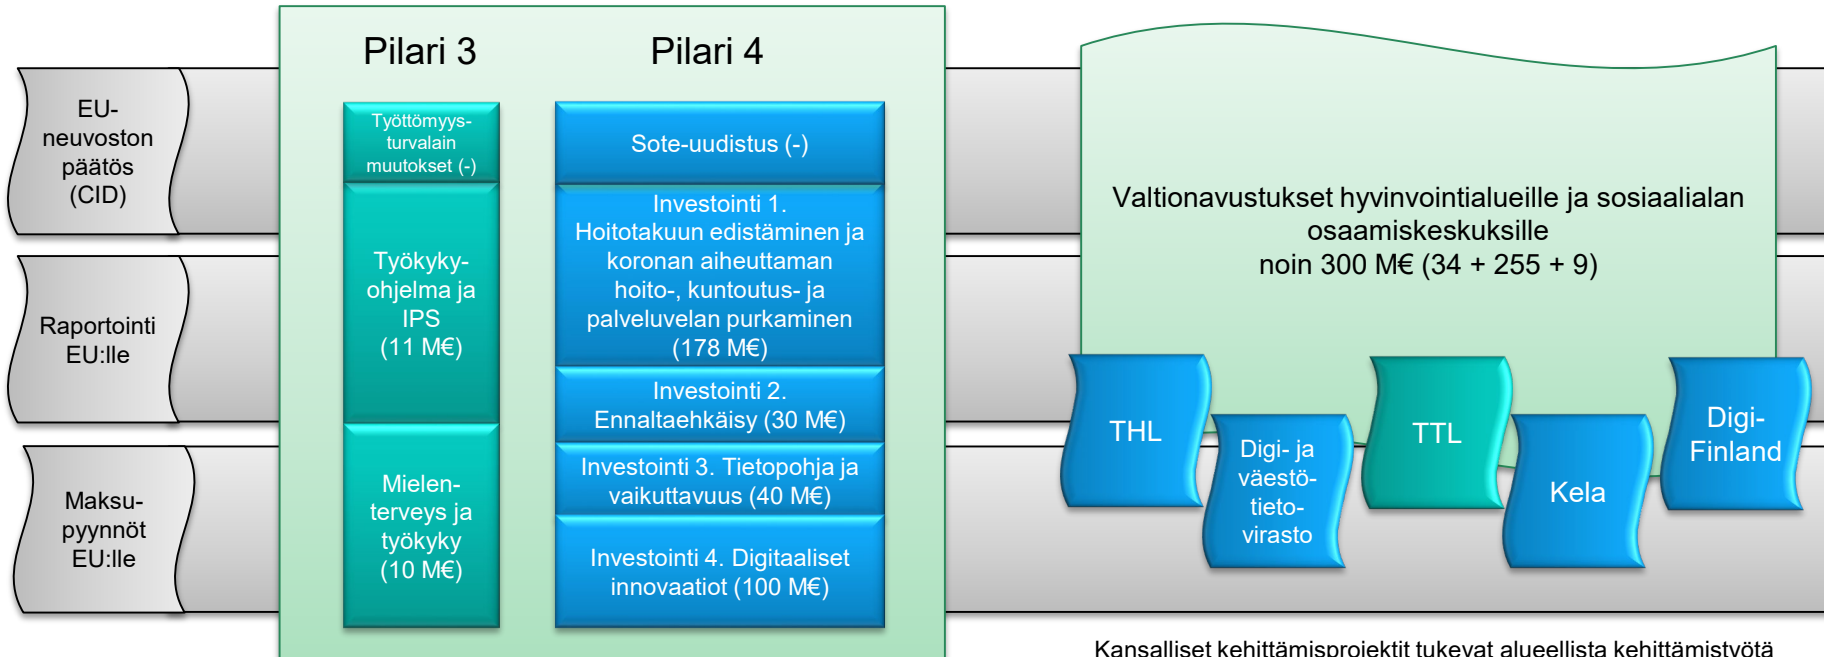 EU-
neuvoston
päätös
(CID)
Raportointi
EU:lle
Maksu-
pyynnöt
EU:lle
Pilari 3
Työttömyys-
turvalain
muutokset (-)
Työkyky-
ohjelma ja
IPS
(11 M€)
Mielen-
terveys ja
työkyky
(10 M€)
Pilari 4
Sote-uudistus (-)
Investointi 1.
Hoitotakuun edistäminen ja
koronan aiheuttaman
hoito-, kuntoutus- ja
palveluvelan purkaminen
(178 M€)
Investointi 2.
Ennaltaehkäisy (30 M€)
Investointi 3. Tietopohja ja
vaikuttavuus (40 M€)
Investointi 4. Digitaaliset
innovaatiot (100 M€)
Valtionavustukset hyvinvointialueille ja sosiaalialan
osaamiskeskuksille
noin 300 M€ (34 + 255 + 9)
THL
Digi- ja
väestö-
tieto-
virasto
TTL
Kela
Digi-
Finland
Kansalliset kehittämisprojektit tukevat alueellista kehittämistyötä